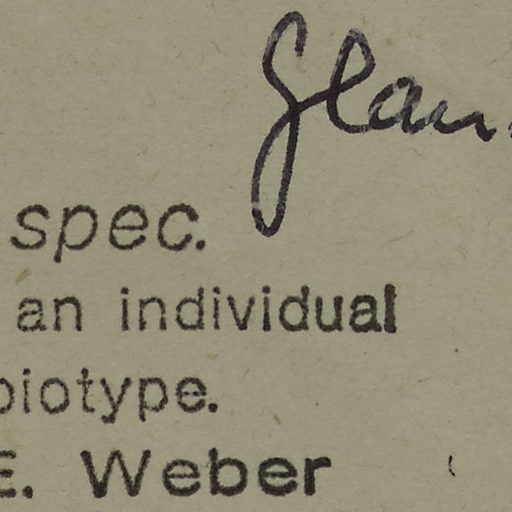 spec.
an individual
biotype.
E. Weber